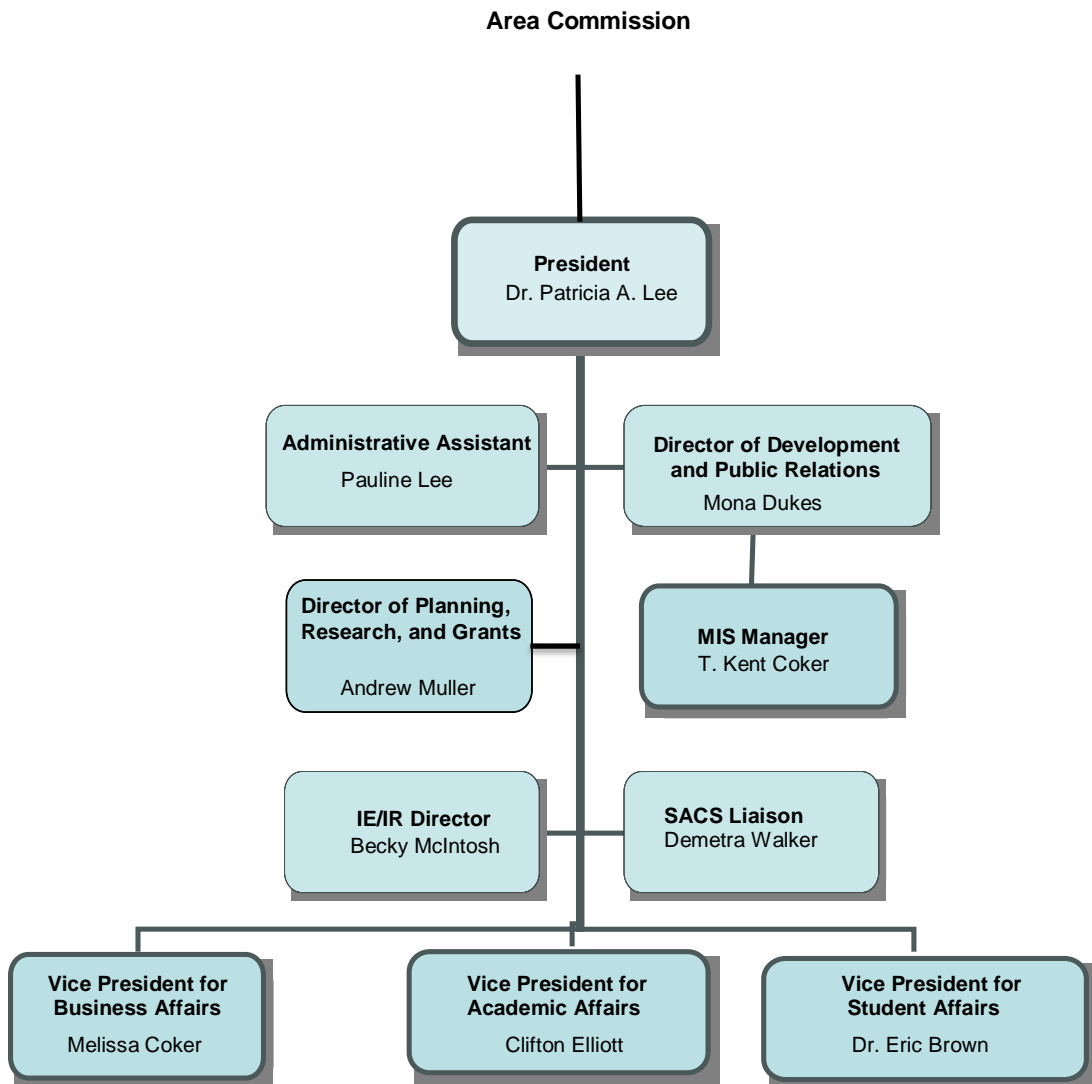 Area Commission
President
Dr. Patricia A. Lee
Administrative Assistant
Pauline Lee
Director of Development
and Public Relations
Mona Dukes
Director of Planning,
Research, and Grants
Andrew Muller
MIS Manager
T. Kent Coker
IE/IR Director
Becky McIntosh
SACS Liaison
Demetra Walker
Vice President for
Business Affairs
Melissa Coker
Vice President for
Academic Affairs
Clifton Elliott
Vice President for
Student Affairs
Dr. Eric Brown